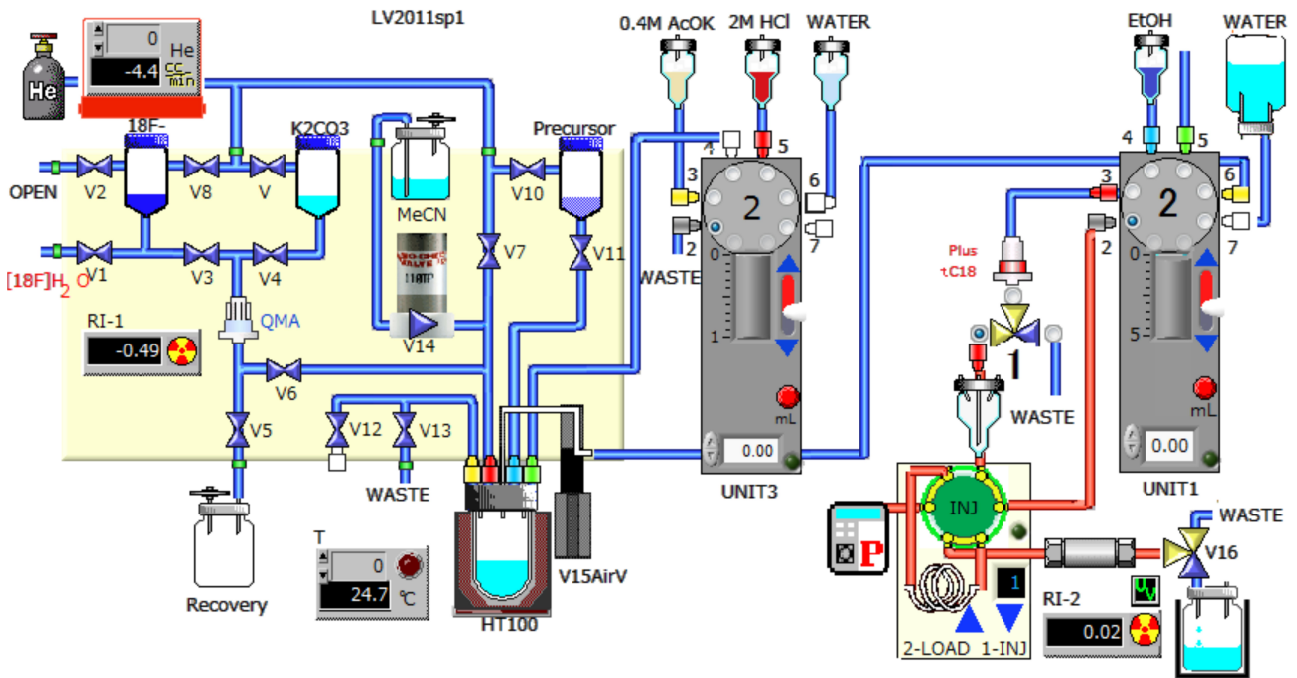 LV2011sp1
0.4M AcOK
2M HCl
WATER
EtOH
WATER
0
He
-4.4
cc
min
He
18F-
K2CO3
Precursor
OPEN
V2
V8
V
MeCN
V10
4
5
3
6
2
2
7
4
5
3
6
2
2
7
V1
V3
V4
V7
V11
[18F]H2O
WASTE
0
0
Plus
tC18
QMA
RI-1
-0.49
V14
1
5
V6
1
V5
V12
V13
mL
WASTE
mL
0.00
0.00
WASTE
UNIT3
INJ
UNIT1
WASTE
P
T
0
24.7
℃
V15AirV
V16
Recovery
HT100
1
RI-2
0.02
UV
2-LOAD 1-INJ